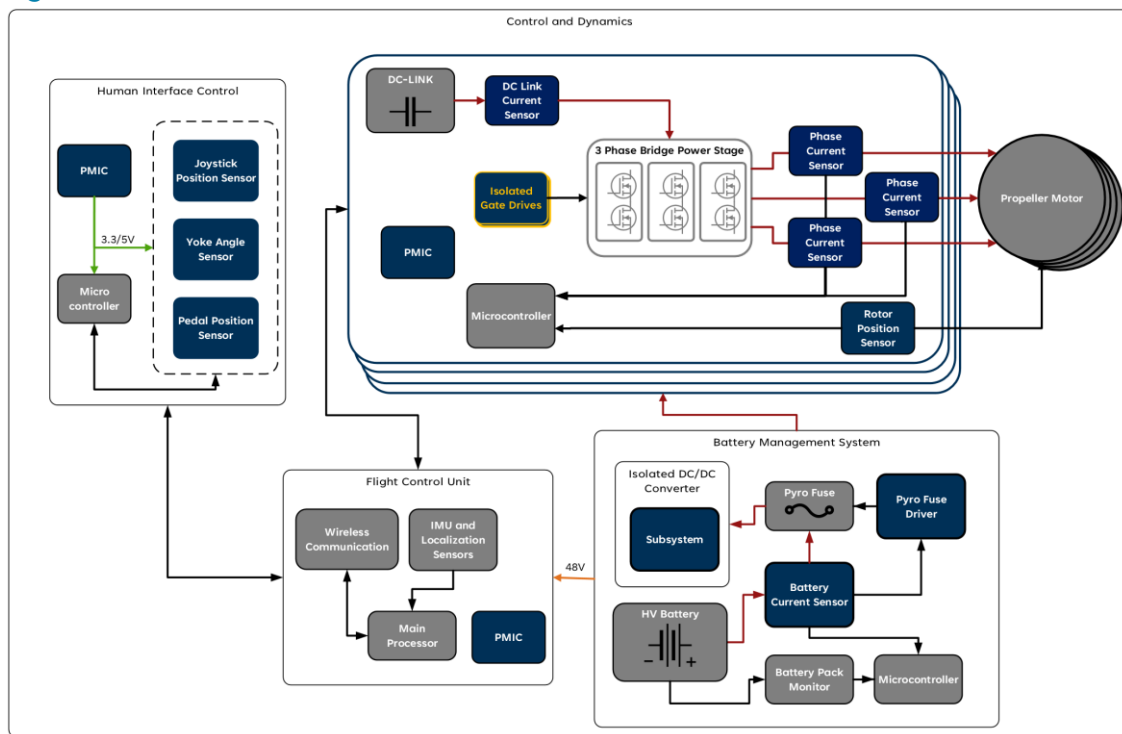 Control and Dynamics
Human Interface Control
PMIC
3.3/5V
Micro
controller
Joystick
Position Sensor
Yoke Angle
Sensor
Pedal Position
Sensor
DC-LINK
DC Link
Current
Sensor
3 Phase Bridge Power Stage
Isolated
Gate Drives
PMIC
Microcontroller
Phase
Current
Sensor
Phase
Current
Sensor
Phase
Current
Sensor
Rotor
Position
Sensor
Propeller Motor
Flight Control Unit
Wireless
Communication
IMU and
Localization
Sensors
Main
Processor
PMIC
48V
Battery Management System
Isolated DC/DC
Converter
Subsystem
Pyro Fuse
Pyro Fuse
Driver
Battery
Current Sensor
HV Battery
- +
Battery Pack
Monitor
Microcontroller